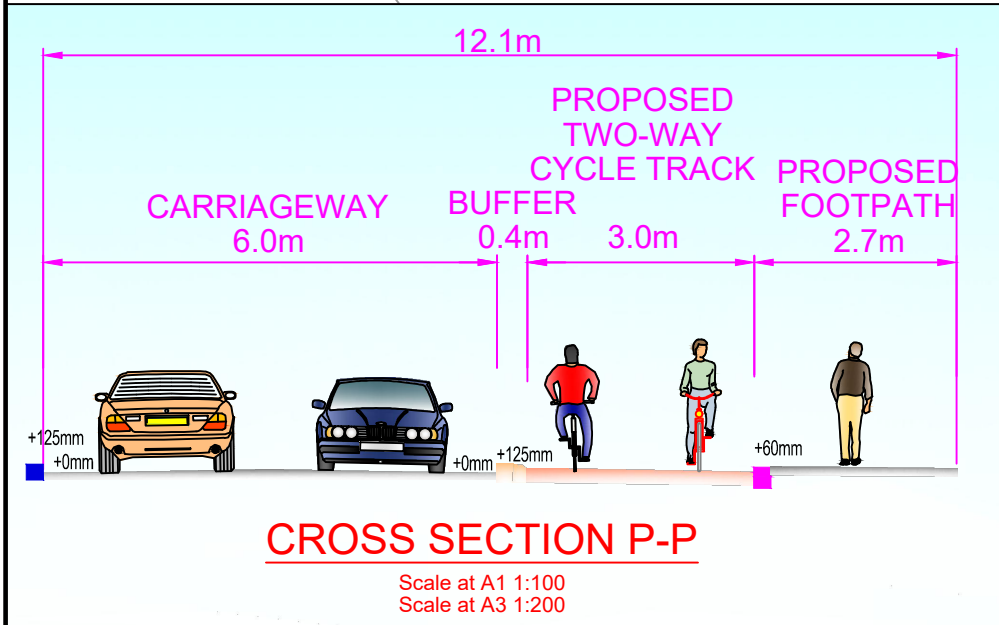 12.1m
CARRIAGEWAY
6.0m
BUFFER
0.4m
PROPOSED
TWO-WAY
CYCLE TRACK
3.0m
PROPOSED
FOOTPATH
2.7m
+125mm
+0mm
+0mm
+125mm
+60mm
CROSS SECTION P-P
Scale at A1 1:100
Scale at A3 1:200